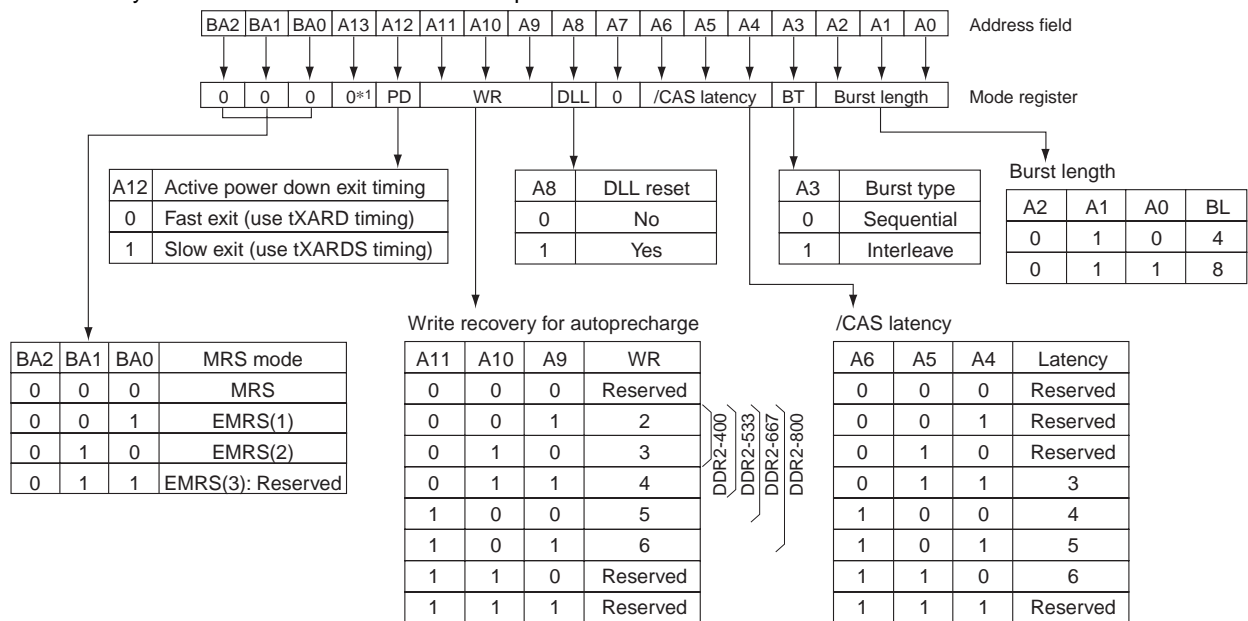 BA2 BA1 BA0 A13 A12 A11 A10 A9 A8 A7 A6 A5 A4 A3 A2 A1 A0 Address field
0 0 0 0*1 PD WR DLL 0 /CAS latency BT Burst length Mode register
A12 Active power down exit timing
0 Fast exit (use tXARD timing)
1 Slow exit (use tXARDS timing)
A8 DLL reset
0 No
1 Yes
A3 Burst type
0 Sequential
1 Interleave
Burst length
A2 A1 A0 BL
0 1 0 4
0 1 1 8
BA2 BA1 BA0 MRS mode
0 0 0 MRS
0 0 1 EMRS(1)
0 1 0 EMRS(2)
0 1 1 EMRS(3): Reserved
Write recovery for autoprecharge
A11 A10 A9 WR
0 0 0 Reserved
0 0 1 2
0 1 0 3
0 1 1 4
1 0 0 5
1 0 1 6
1 1 0 Reserved
1 1 1 Reserved
DDR2-400
DDR2-533
DDR2-667
DDR2-800
/CAS latency
A6 A5 A4 Latency
0 0 0 Reserved
0 0 1 Reserved
0 1 0 Reserved
0 1 1 3
1 0 0 4
1 0 1 5
1 1 0 6
1 1 1 Reserved